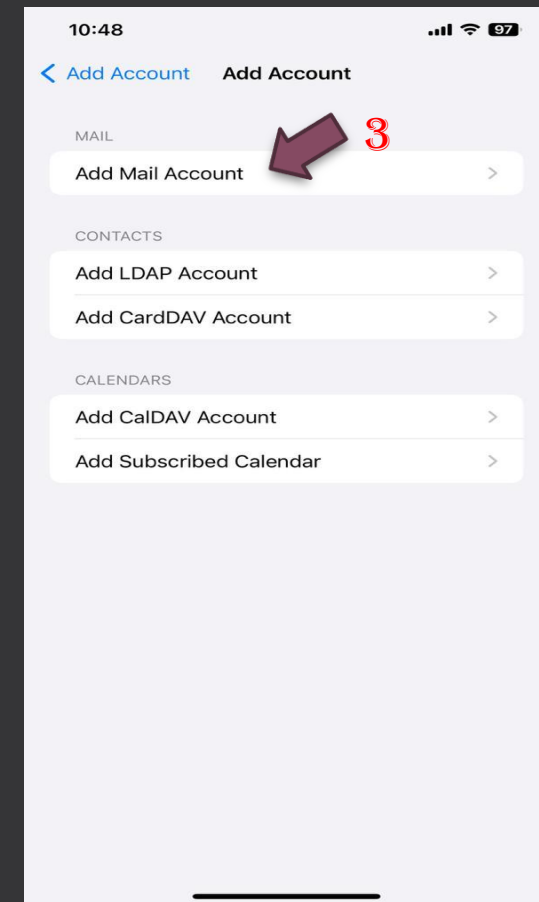 10:48 97
Add Account Add Account
3
MAIL
Add Mail Account
CONTACTS
Add LDAP Account
Add CardDAV Account
CALENDARS
Add CalDAV Account
Add Subscribed Calendar